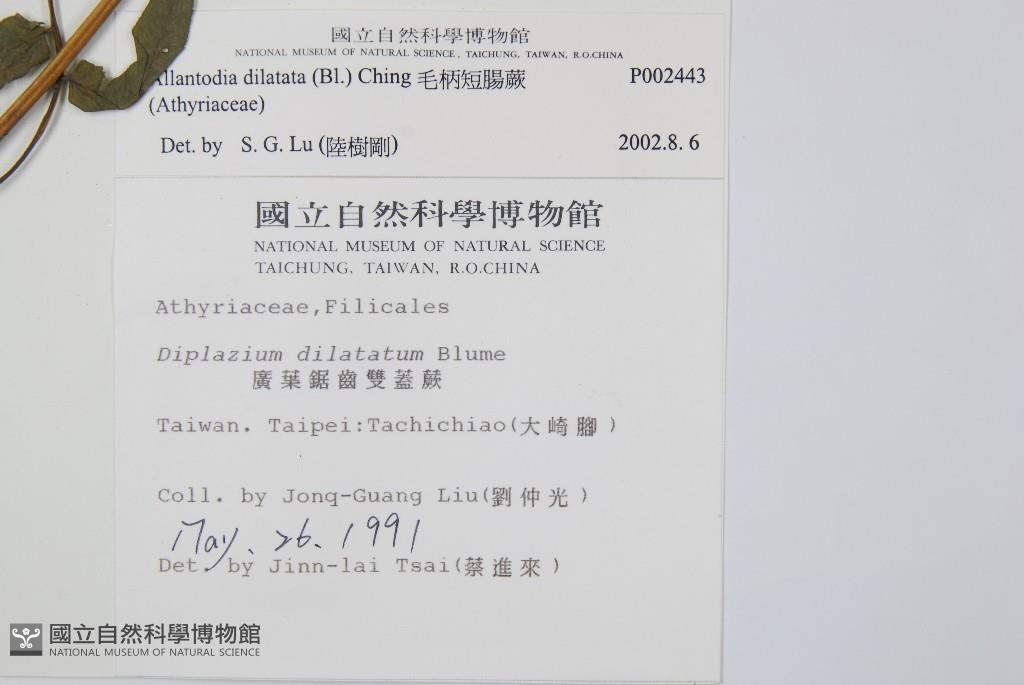 國立自然科學博物館
NATIONAL MUSEUM OF NATURAL SCIENCE, TAICHUNG, TAIWAN, R.O.CHINA
Allantodia dilatata (Bl.) Ching 毛柄短腸蕨 P002443
(Athyriaceae)
Det. by S. G. Lu (陸樹剛) 2002.8. 6
國立自然科學博物館
NATIONAL MUSEUM OF NATURAL SCIENCE
TAICHUNG, TAIWAN, R.O.CHINA
Athyriaceae,Filicales
Diplazium dilatatum Blume
廣葉鋸齒雙蓋蕨
Taiwan. Taipei:Tachichiao(大崎腳)
Coll. by Jonq-Guang Liu(劉仲光)
May. 26. 1991
Det. by Jinn-lai Tsai(蔡進來)
國立自然科學博物館
NATIONAL MUSEUM OF NATURAL SCIENCE